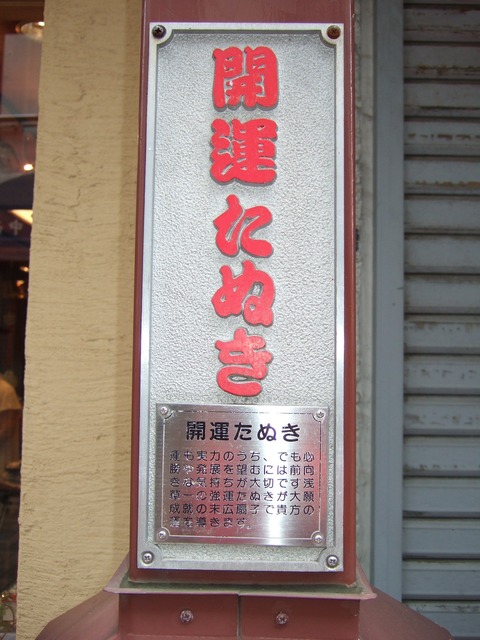 開運たぬき
開運たぬき
運も実力のうち、でも必
勝や発展を望むには前向
きな気持ちが大切です浅
草一の強運たぬきが大願
成就の末広扇子で貴方の
運を導きます。